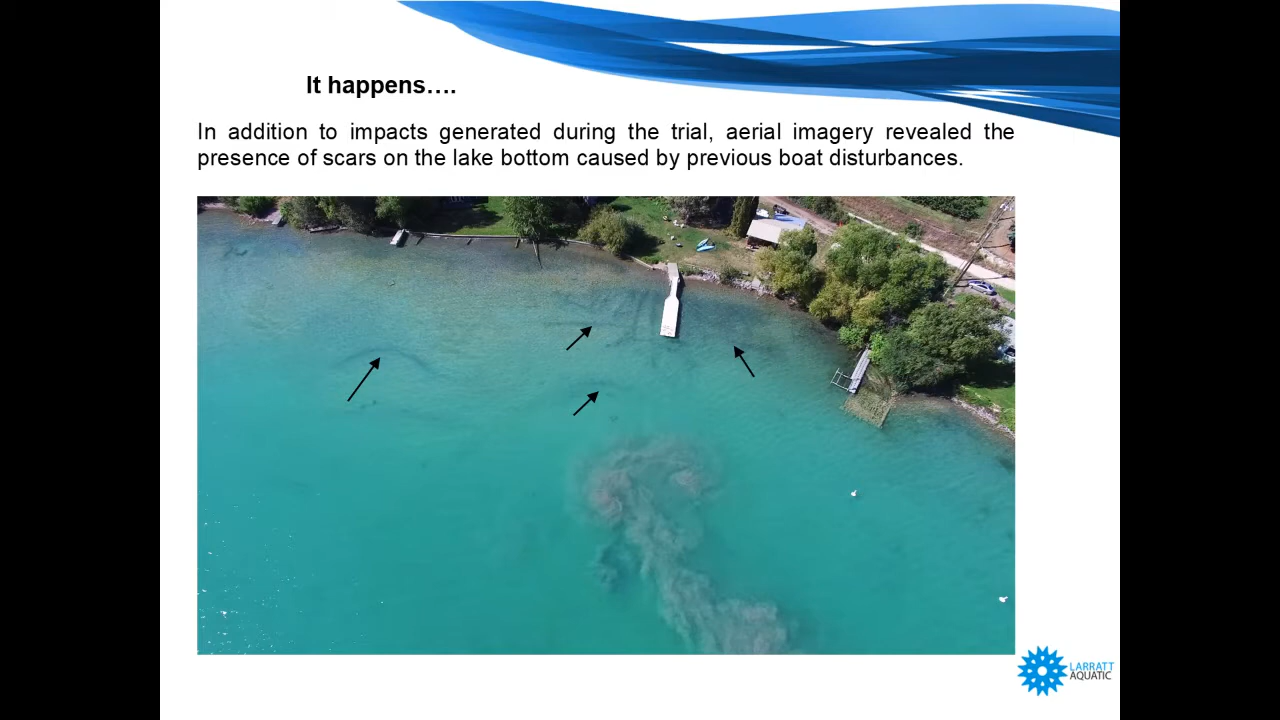 It happens….
In addition to impacts generated during the trial, aerial imagery revealed the
presence of scars on the lake bottom caused by previous boat disturbances.
LARRATT
AQUATIC